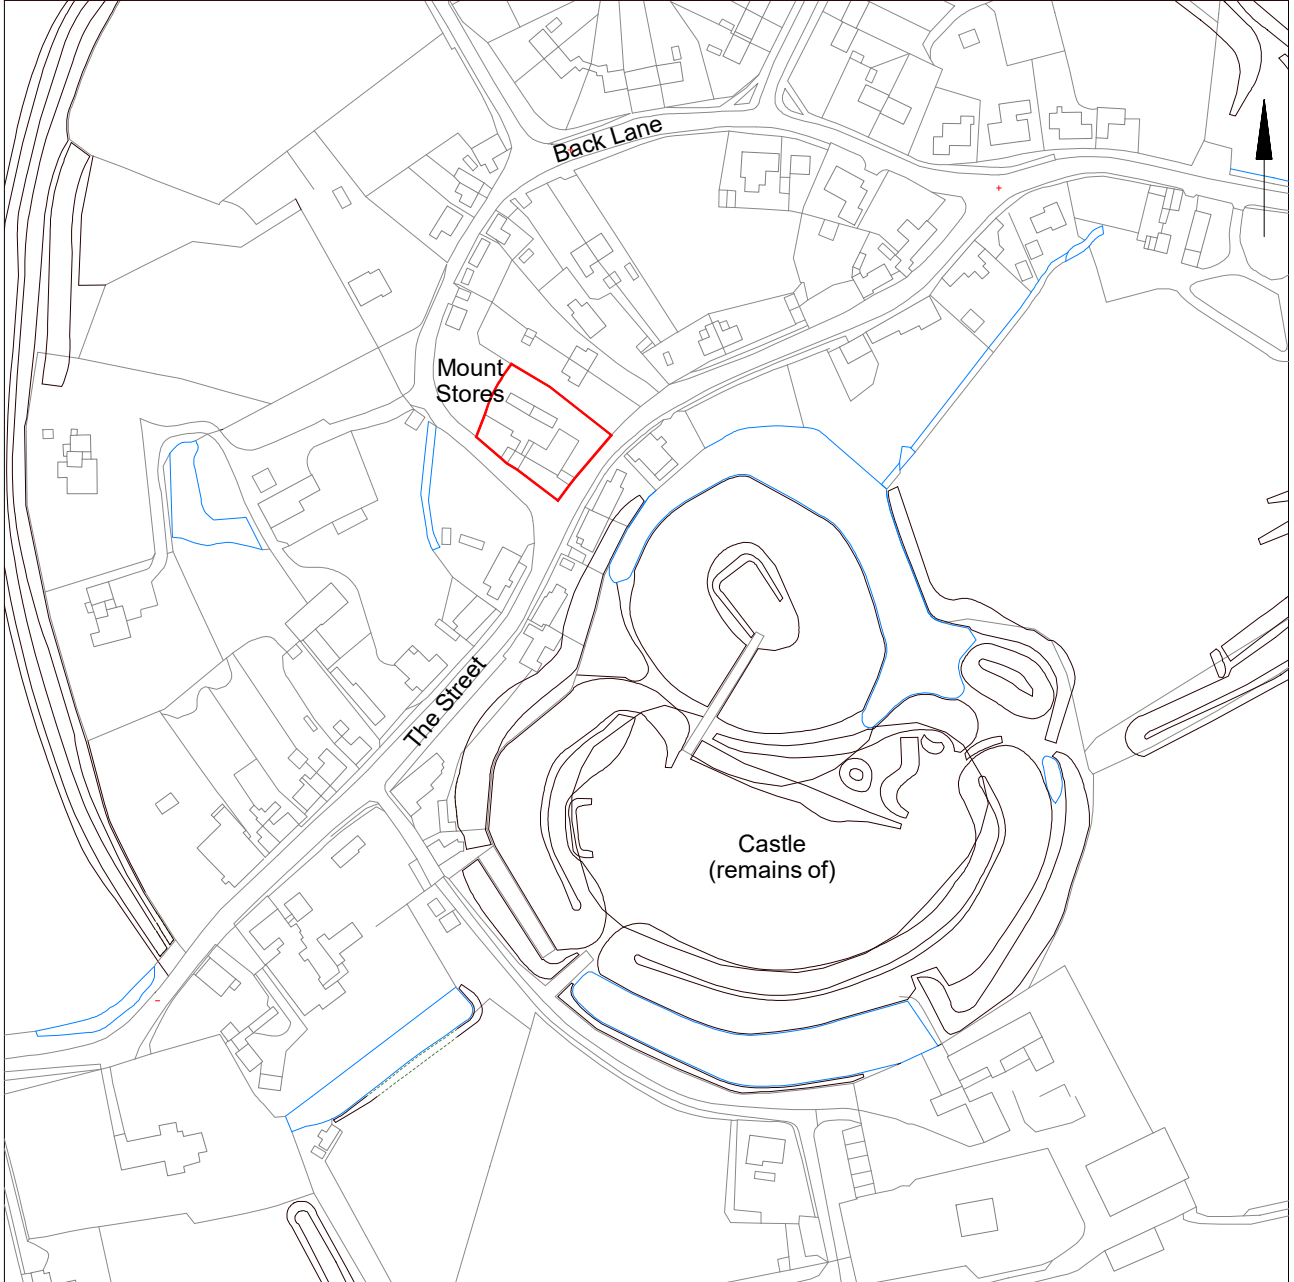 Back Lane
Mount
Stores
The Street
Castle
(remains of)